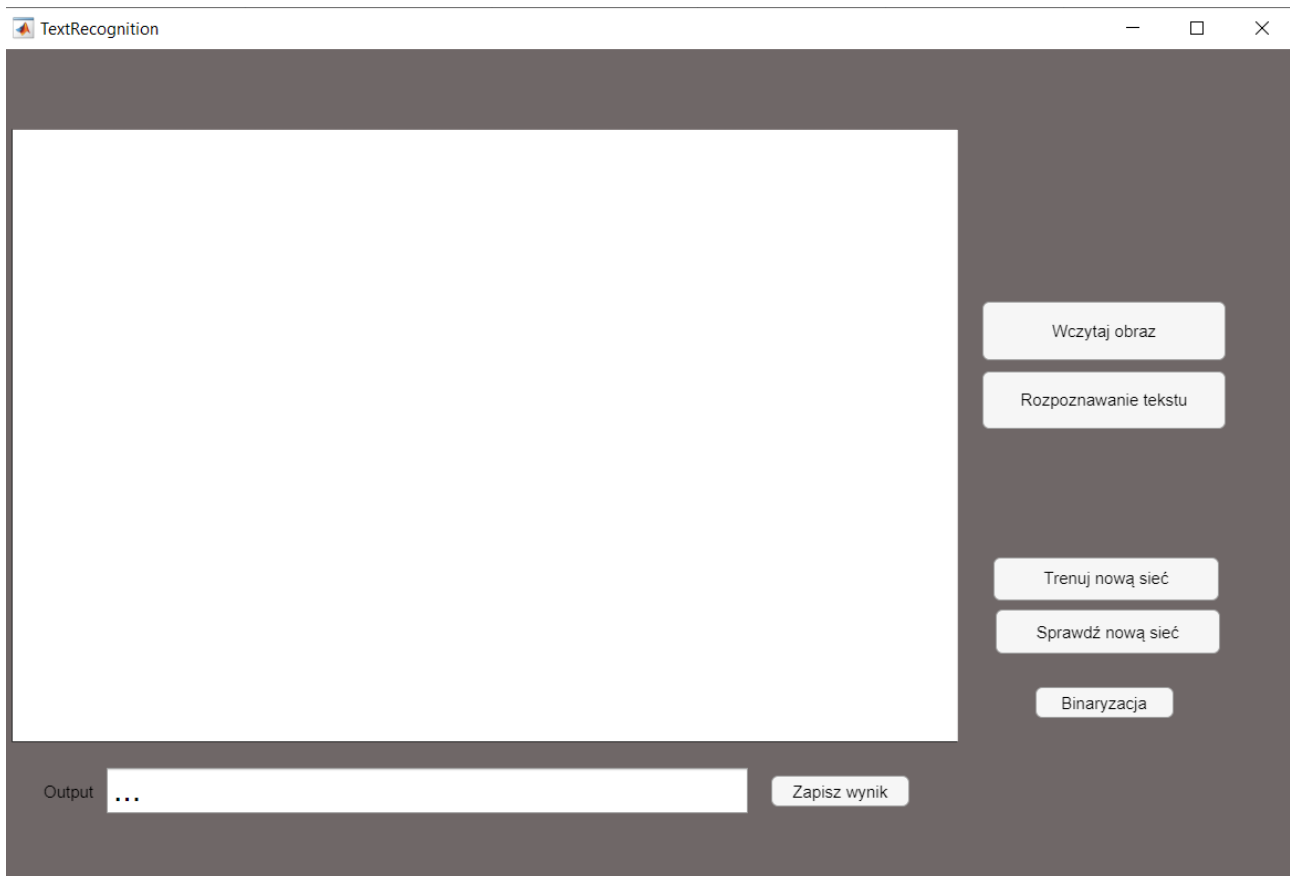 TextRecognition
Wczytaj obraz
Rozpoznawanie tekstu
Trenuj nową sieć
Sprawdź nową sieć
Binaryzacja
Output ...
Zapisz wynik